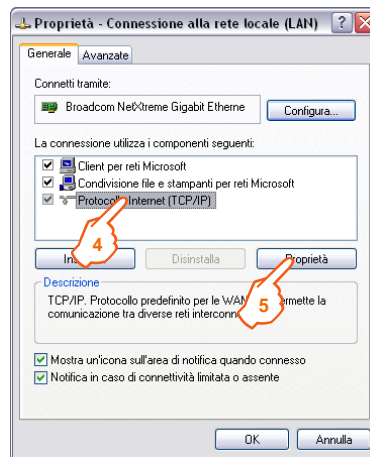 Proprietà - Connessione alla rete locale (LAN)
Generale Avanzate
Connetti tramite:
Broadcom NetXtreme Gigabit Etherne Configura...
La connessione utilizza i componenti seguenti:
Client per reti Microsoft
Condivisione file e stampanti per reti Microsoft
Protocollo Internet (TCP/IP)
4
Disinstalla Proprietà
Descrizione
TCP/IP. Protocollo predefinito per le WAN
comunicazione tra diverse reti la
5
Mostra un'icona sull'area di notifica quando connesso
Notifica in caso di connettività limitata o assente
OK Annulla